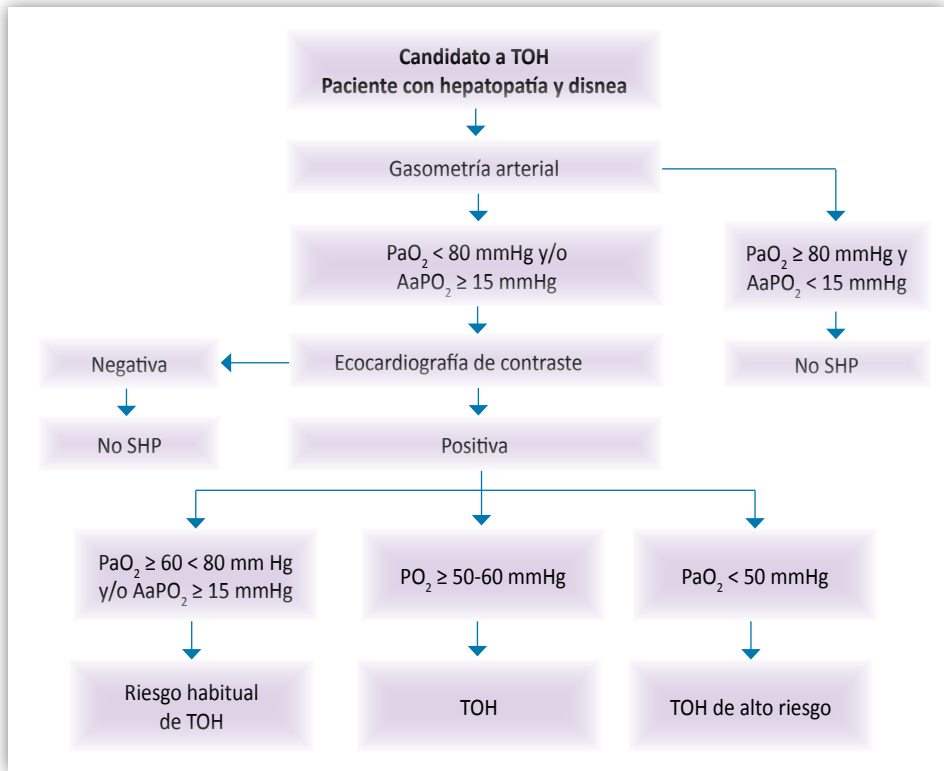 Candidato a TOH
Paciente con hepatopatía y disnea
Gasometría arterial
PaO₂ < 80 mmHg y/o
AaPO₂ ≥ 15 mmHg
PaO₂ ≥ 80 mmHg y
AaPO₂ < 15 mmHg
Negativa
Ecocardiografía de contraste
No SHP
No SHP
Positiva
PaO₂ ≥ 60 < 80 mm Hg
y/o AaPO₂ ≥ 15 mmHg
PO₂ ≥ 50-60 mmHg
PaO₂ < 50 mmHg
Riesgo habitual
de TOH
TOH
TOH de alto riesgo